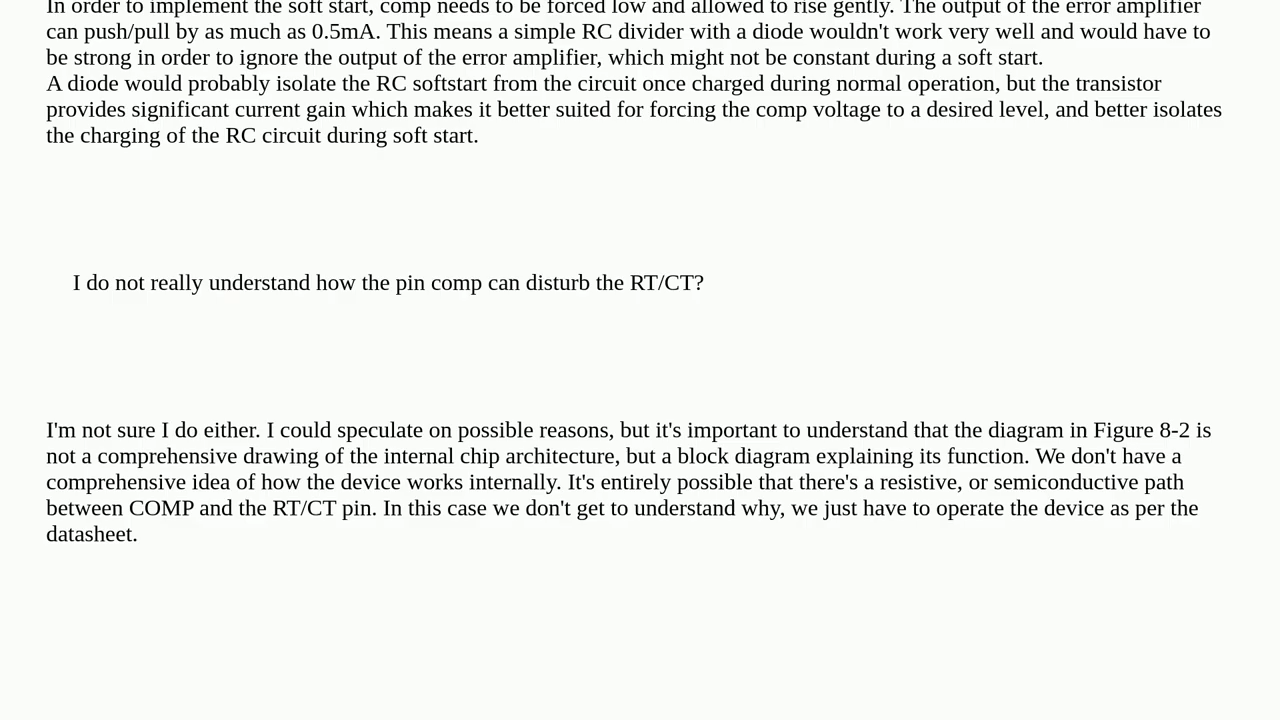 In order to implement the soft start, comp needs to be forced low and allowed to rise gently. The output of the error amplifier
can push/pull by as much as 0.5mA. This means a simple RC divider with a diode wouldn't work very well and would have to
be strong in order to ignore the output of the error amplifier, which might not be constant during a soft start.
A diode would probably isolate the RC softstart from the circuit once charged during normal operation, but the transistor
provides significant current gain which makes it better suited for forcing the comp voltage to a desired level, and better isolates
the charging of the RC circuit during soft start.
I do not really understand how the pin comp can disturb the RT/CT?
I'm not sure I do either. I could speculate on possible reasons, but it's important to understand that the diagram in Figure 8-2 is
not a comprehensive drawing of the internal chip architecture, but a block diagram explaining its function. We don't have a
comprehensive idea of how the device works internally. It's entirely possible that there's a resistive, or semiconductive path
between COMP and the RT/CT pin. In this case we don't get to understand why, we just have to operate the device as per the
datasheet.